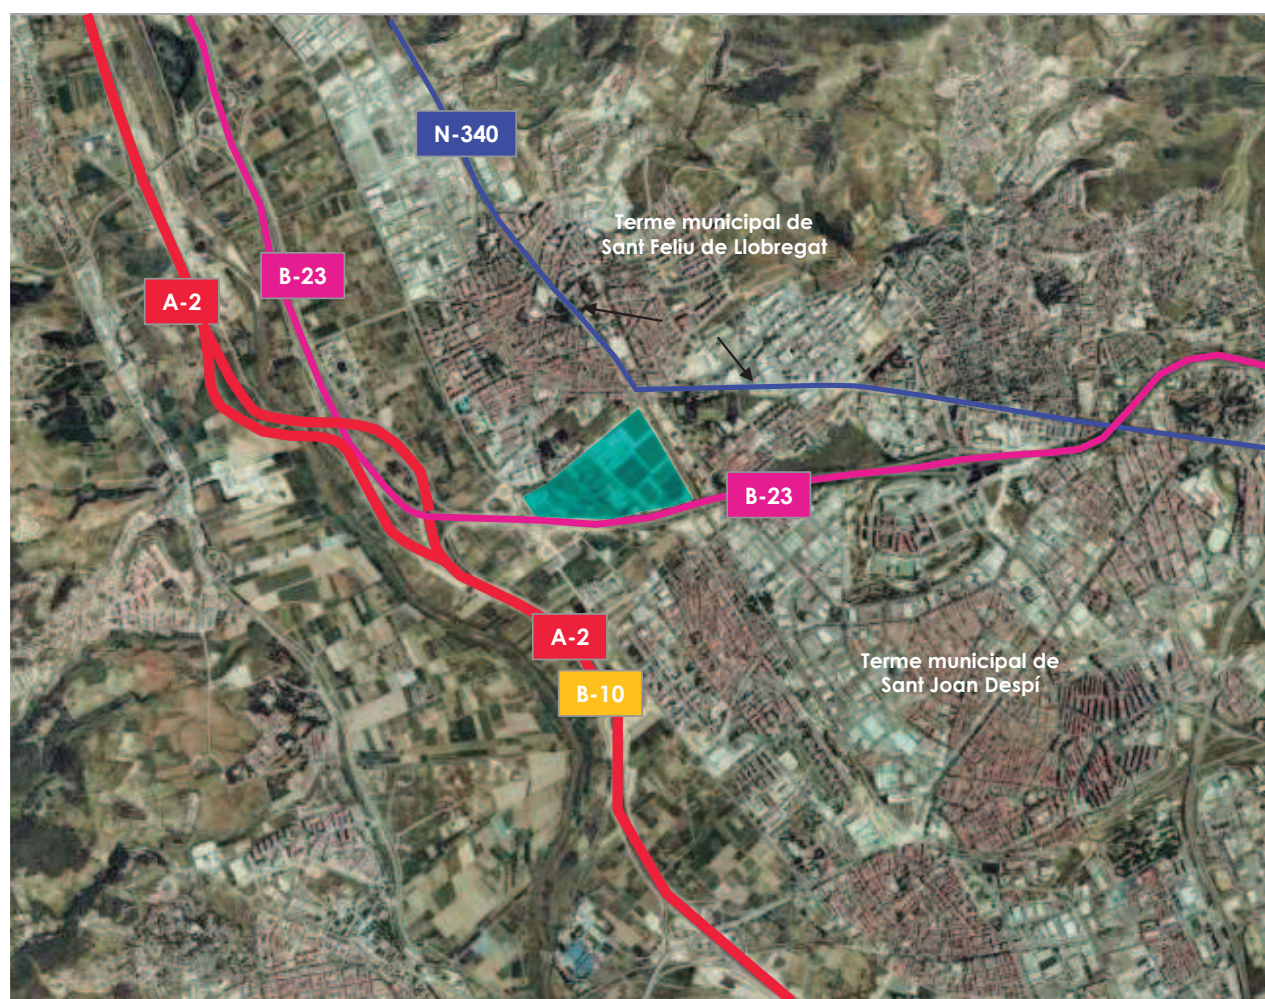 N-340
Terme municipal de
Sant Feliu de Llobregat
B-23
A-2
B-23
A-2
Terme municipal de
Sant Joan Despí
B-10